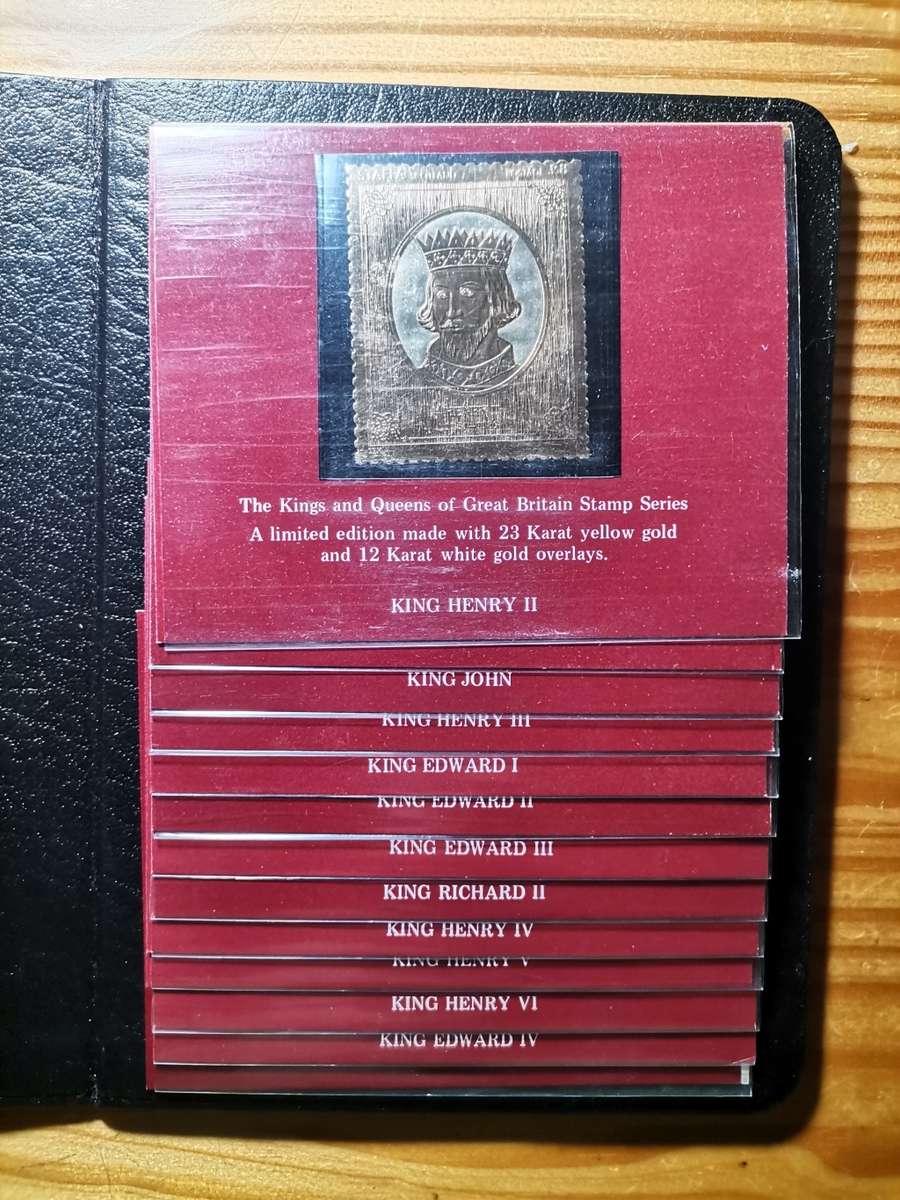 The Kings and Queens of Great Britain Stamp Series
A limited edition made with 23 Karat yellow gold
and 12 Karat white gold overlays.
KING HENRY II
KING JOHN
KING HENRY III
KING EDWARD I
KING EDWARD II
KING EDWARD III
KING RICHARD II
KING HENRY IV
KING HENRY V
KING HENRY VI
KING EDWARD IV